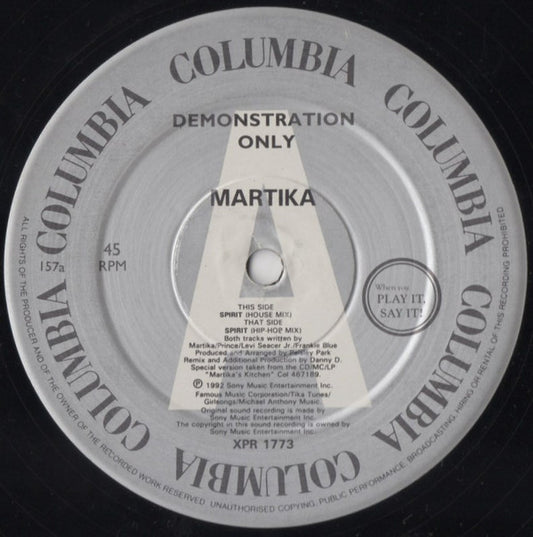 COLUMBIA
COLUMBIA
COLUMBIA
COLUMBIA
COLUMBIA
COLUMBIA
COLUMBIA
DEMONSTRATION
ONLY
MARTIKA
45
RPM
157a
When you
PLAY IT,
SAY IT!
THIS SIDE
SPIRIT (HOUSE MIX)
THAT SIDE
SPIRIT (HIP-HOP MIX)
Both tracks written by
Martika/Prince/Levi Seacer Jr./Frankie Blue
Produced and Arranged by Paisley Park
Remix and Additional Production by Danny D.
Special version taken from the CD/MC/LP
"Martika's Kitchen" Col 467189.
℗ 1992 Sony Music Entertainment Inc.
Famous Music Corporation/Tika Tunes/
Girlsongs/Michael Anthony Music.
Original sound recording is made by
Sony Music Entertainment Inc.
The copyright in this sound recording is owned by
Sony Music Entertainment Inc.
XPR 1773
A
ALL RIGHTS OF THE PRODUCER AND OF THE OWNER OF THE RECORDED WORK RESERVED. UNAUTHORISED COPYING, PUBLIC PERFORMANCE, BROADCASTING, HIRING OR RENTAL OF THIS RECORDING PROHIBITED.